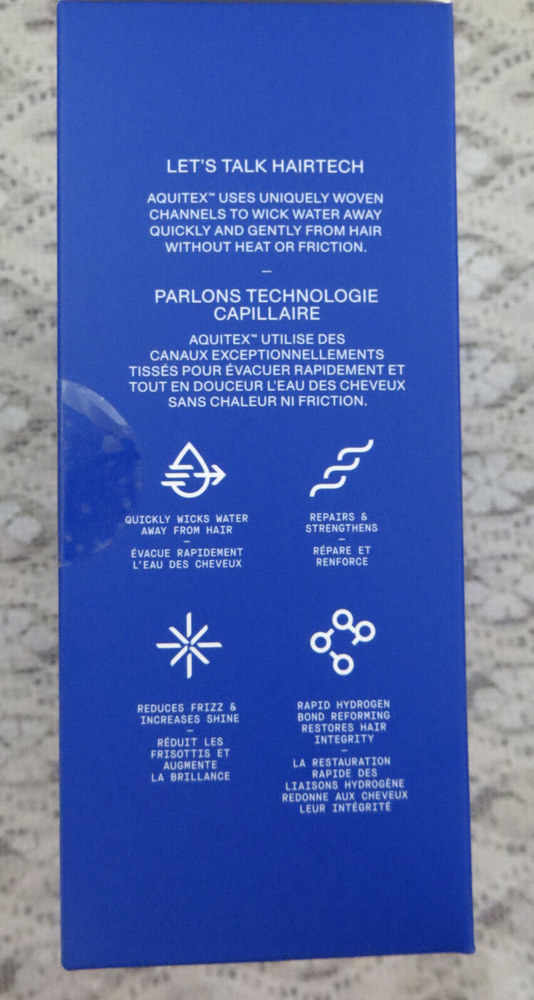 LET'S TALK HAIRTECH
AQUITEX™ USES UNIQUELY WOVEN
CHANNELS TO WICK WATER AWAY
QUICKLY AND GENTLY FROM HAIR
WITHOUT HEAT OR FRICTION.
–
PARLONS TECHNOLOGIE
CAPILLAIRE
AQUITEX™ UTILISE DES
CANAUX EXCEPTIONNELLEMENTS
TISSÉS POUR ÉVACUER RAPIDEMENT ET
TOUT EN DOUCEUR L'EAU DES CHEVEUX
SANS CHALEUR NI FRICTION.
QUICKLY WICKS WATER
AWAY FROM HAIR
–
ÉVACUE RAPIDEMENT
L'EAU DES CHEVEUX
REPAIRS &
STRENGTHENS
–
RÉPARE ET
RENFORCE
REDUCES FRIZZ &
INCREASES SHINE
–
RÉDUIT LES
FRISOTTIS ET
AUGMENTE
LA BRILLANCE
RAPID HYDROGEN
BOND REFORMING
RESTORES HAIR
INTEGRITY
–
LA RESTAURATION
RAPIDE DES
LIAISONS HYDROGÈNE
REDONNE AUX CHEVEUX
LEUR INTÉGRITÉ